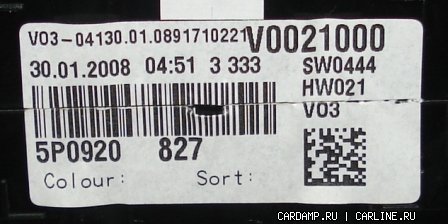 V03-04130.01.0891710221 V0021000
30.01.2008 04:51 3 333 SW0444
HW021
V03
5P0920 827
Colour: Sort:
CARDAMP.RU | CARLINE.RU